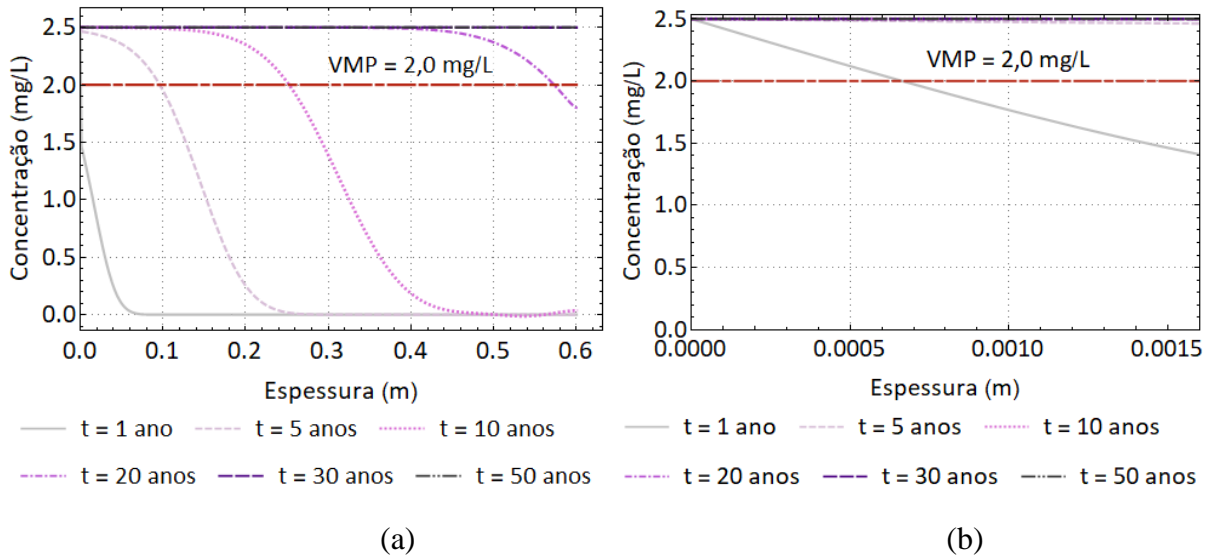 2.5
2.0
1.5
1.0
0.5
0.0
Concentração (mg/L)
VMP = 2,0 mg/L
0.0 0.1 0.2 0.3 0.4 0.5 0.6
Espessura (m)
t = 1 ano t = 5 anos t = 10 anos
t = 20 anos t = 30 anos t = 50 anos
(a)
2.5
2.0
1.5
1.0
0.5
0.0
Concentração (mg/L)
VMP = 2,0 mg/L
0.0000 0.0005 0.0010 0.0015
Espessura (m)
t = 1 ano t = 5 anos t = 10 anos
t = 20 anos t = 30 anos t = 50 anos
(b)